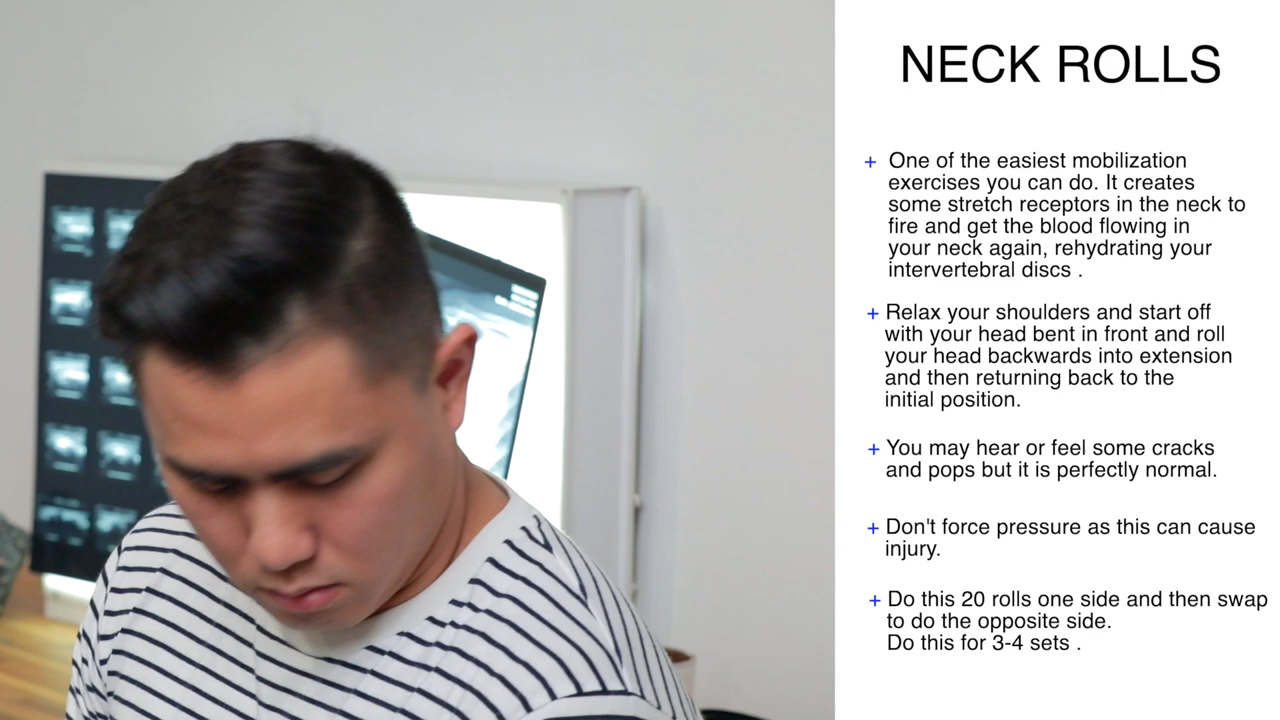 NECK ROLLS
+ One of the easiest mobilization
exercises you can do. It creates
some stretch receptors in the neck to
fire and get the blood flowing in
your neck again, rehydrating your
intervertebral discs .
+ Relax your shoulders and start off
with your head bent in front and roll
your head backwards into extension
and then returning back to the
initial position.
+ You may hear or feel some cracks
and pops but it is perfectly normal.
+ Don't force pressure as this can cause
injury.
+ Do this 20 rolls one side and then swap
to do the opposite side.
Do this for 3-4 sets .